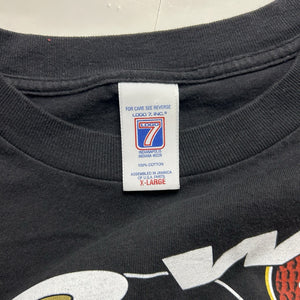 FOR CARE SEE REVERSE
LOGO 7, INC.®
LOGO
7
INDIANAPOLIS
INDIANA 46229
100% COTTON
ASSEMBLED IN JAMAICA
OF U.S.A. PARTS
X-LARGE